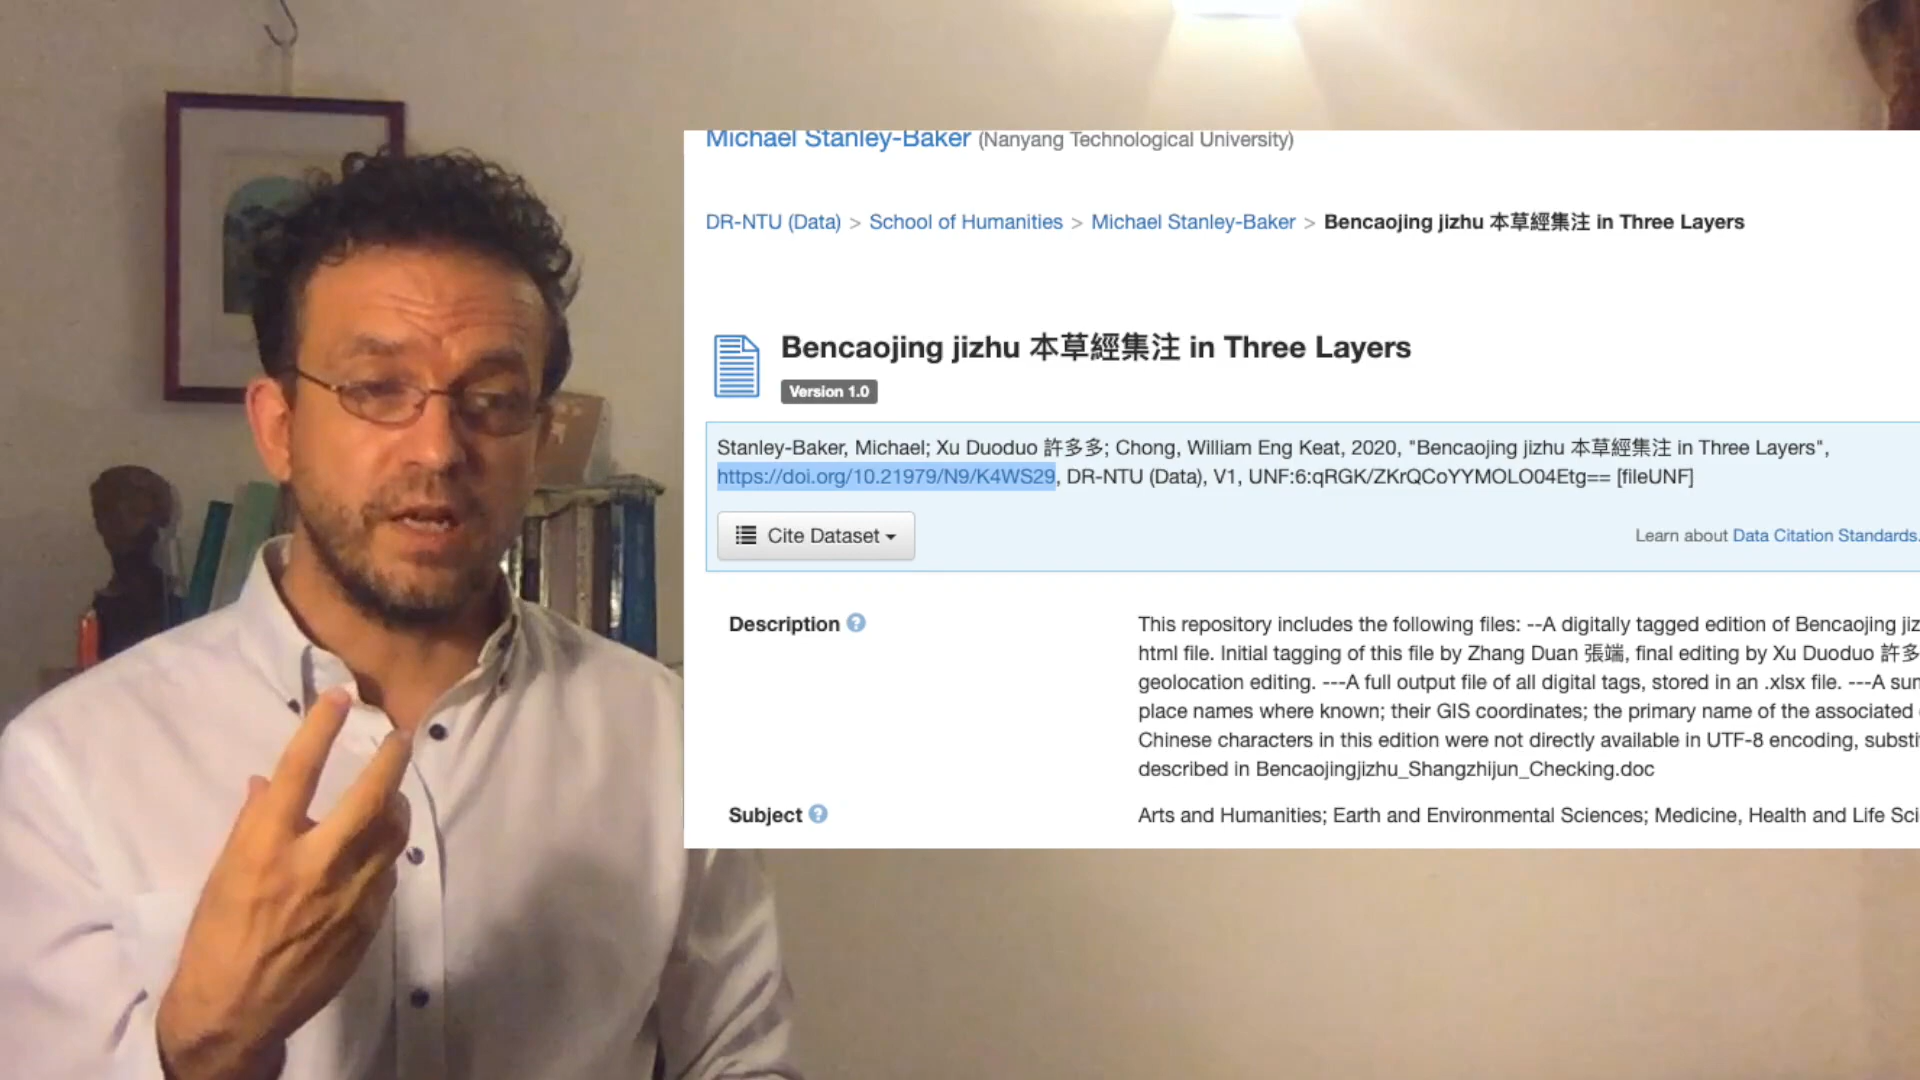 Michael Stanley-Baker (Nanyang Technological University)
DR-NTU (Data) > School of Humanities > Michael Stanley-Baker > Bencaojing jizhu 本草經集注 in Three Layers
Bencaojing jizhu 本草經集注 in Three Layers
Version 1.0
Stanley-Baker, Michael; Xu Duoduo 許多多; Chong, William Eng Keat, 2020, "Bencaojing jizhu 本草經集注 in Three Layers",
https://doi.org/10.21979/N9/K4WS29, DR-NTU (Data), V1, UNF:6:qRGK/ZKrQCoYYMOLO04Etg== [fileUNF]
Cite Dataset
Learn about Data Citation Standards.
Description ?
This repository includes the following files: --A digitally tagged edition of Bencaojing jiz
html file. Initial tagging of this file by Zhang Duan 張端, final editing by Xu Duoduo 許多
geolocation editing. ---A full output file of all digital tags, stored in an .xlsx file. ---A sum
place names where known; their GIS coordinates; the primary name of the associated
Chinese characters in this edition were not directly available in UTF-8 encoding, substi
described in Bencaojingjizhu_Shangzhijun_Checking.doc
Subject ?
Arts and Humanities; Earth and Environmental Sciences; Medicine, Health and Life Sci